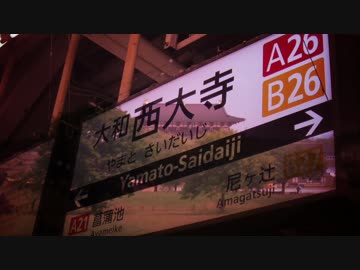 A26
B26
大和西大寺
やまと さいだいじ
Yamato-Saidaiji
A21 菖蒲池
Ayameike
B27
尼ヶ辻
Amagatsuji